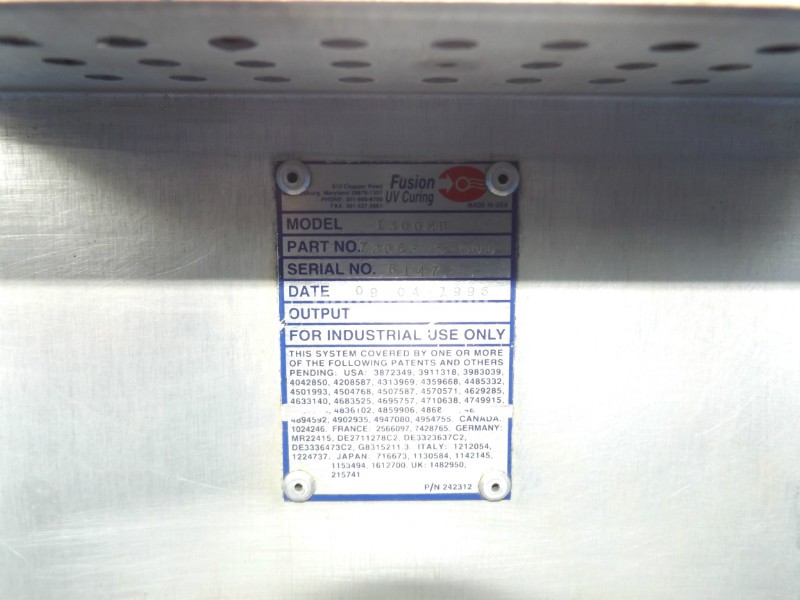 Fusion
UV Curing
MADE IN USA
MODEL I300MB
PART NO.
SERIAL NO.
DATE 09-04-1996
OUTPUT
FOR INDUSTRIAL USE ONLY
THIS SYSTEM COVERED BY ONE OR MORE
OF THE FOLLOWING PATENTS AND OTHERS
PENDING: USA: 3872349, 3911318, 3983039,
4042850, 4208587, 4313969, 4359668, 4485332,
4501993, 4504768, 4507587, 4570571, 4629285,
4633140, 4683525, 4695757, 4710638, 4749915,
4836102, 4859906,
4894592, 4902935, 4947080, 4954755. CANADA:
1024246. FRANCE: 2566097, 7428765. GERMANY:
MR22415, DE2711278C2, DE3323637C2,
DE3336473C2, G8315211.3. ITALY: 1212054,
1224737. JAPAN: 716673, 1130584, 1142145,
1153494, 1612700. UK: 1482950,
215741
P/N 242312